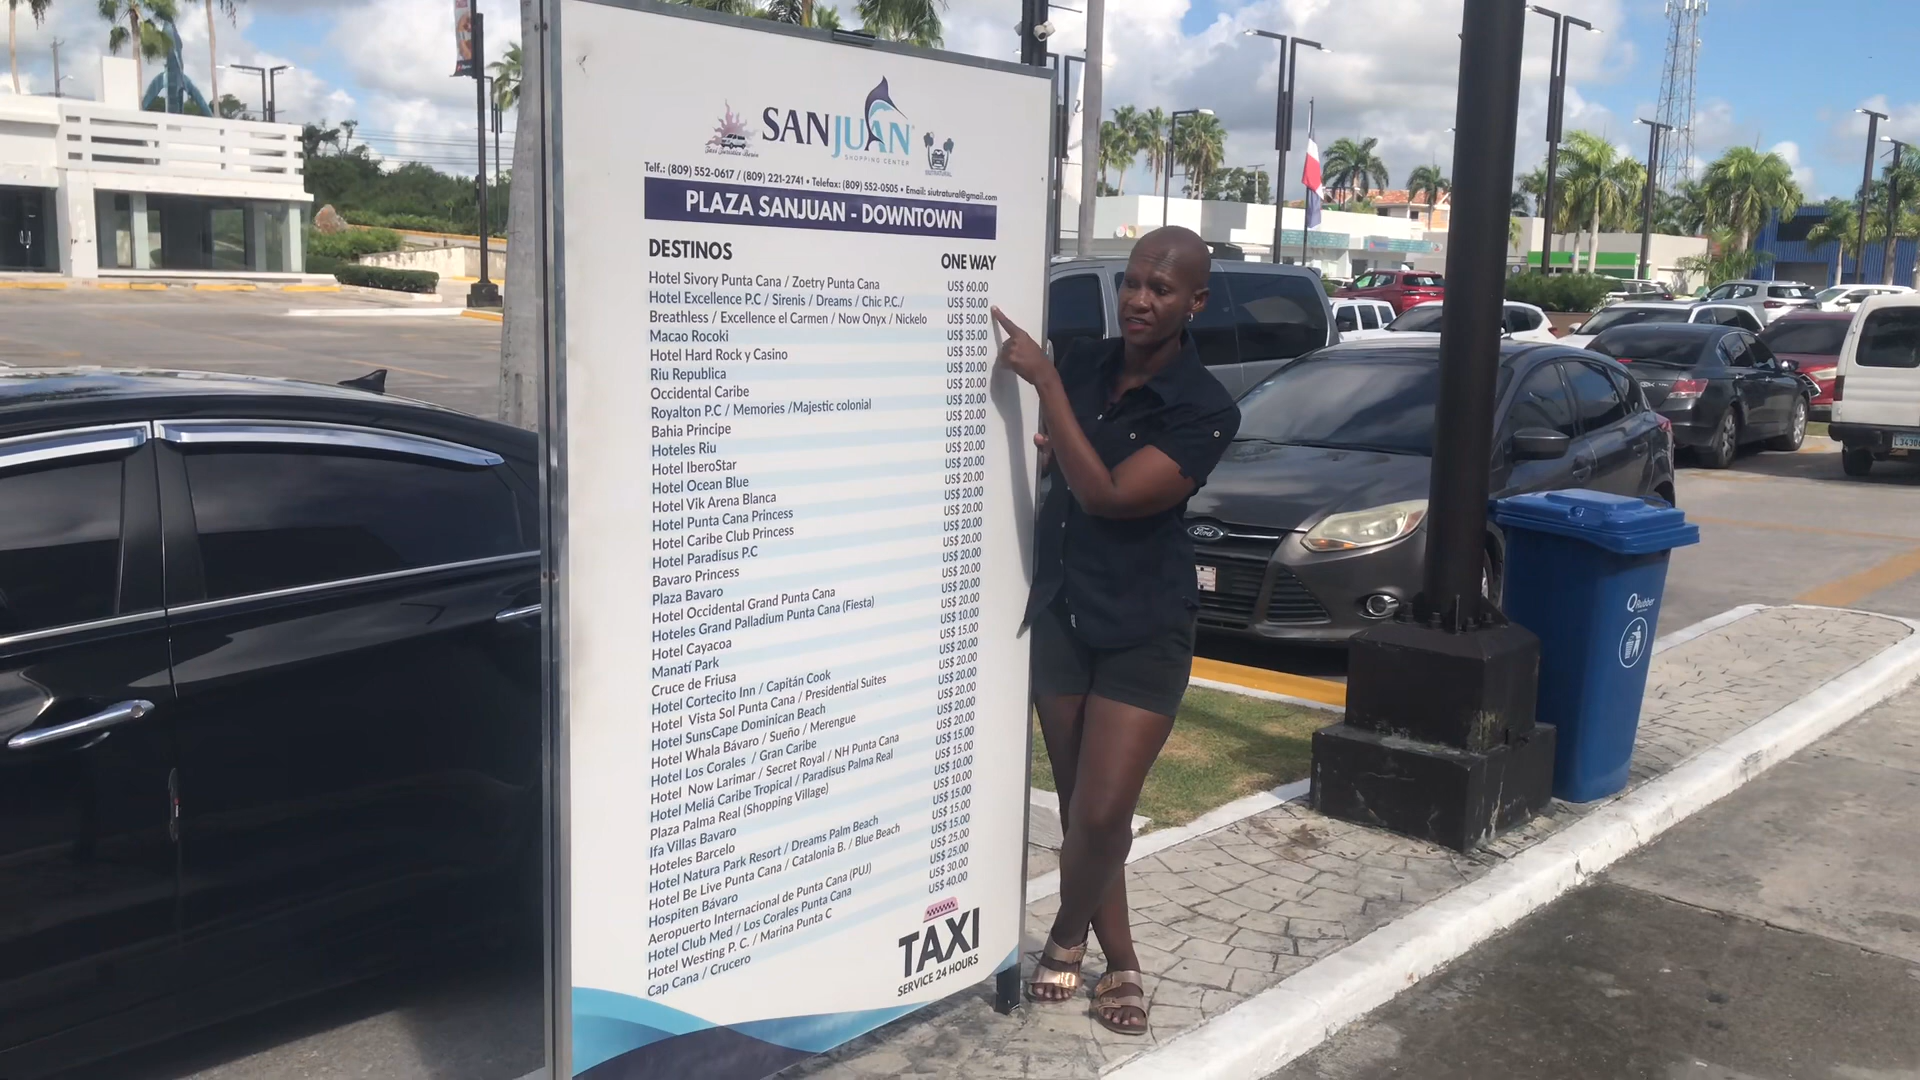 SANJUAN
SHOPPING CENTER
SIUTRATURAL
Telf.: (809) 552-0617 / (809) 221-2741 • Telefax: (809) 552-0505 • Email: siutratural@gmail.com
PLAZA SANJUAN - DOWNTOWN
DESTINOS ONE WAY
Hotel Sivory Punta Cana / Zoetry Punta Cana US$ 60.00
Hotel Excellence P.C / Sirenis / Dreams / Chic P.C./ US$ 50.00
Breathless / Excellence el Carmen / Now Onyx / Nickelo US$ 50.00
Macao Rocoki US$ 35.00
Hotel Hard Rock y Casino US$ 35.00
Riu Republica US$ 20.00
Occidental Caribe US$ 20.00
Royalton P.C / Memories /Majestic colonial US$ 20.00
Bahia Principe US$ 20.00
Hoteles Riu US$ 20.00
Hotel IberoStar US$ 20.00
Hotel Ocean Blue US$ 20.00
Hotel Vik Arena Blanca US$ 20.00
Hotel Punta Cana Princess US$ 20.00
Hotel Caribe Club Princess US$ 20.00
Hotel Paradisus P.C US$ 20.00
Bavaro Princess US$ 20.00
Plaza Bavaro US$ 20.00
Hotel Occidental Grand Punta Cana US$ 20.00
Hoteles Grand Palladium Punta Cana (Fiesta) US$ 20.00
Hotel Cayacoa US$ 20.00
Manatí Park US$ 10.00
Cruce de Friusa US$ 15.00
Hotel Cortecito Inn / Capitán Cook US$ 20.00
Hotel Vista Sol Punta Cana / Presidential Suites US$ 20.00
Hotel SunsCape Dominican Beach US$ 20.00
Hotel Whala Bávaro / Sueño / Merengue US$ 20.00
Hotel Los Corales / Gran Caribe US$ 20.00
Hotel Now Larimar / Secret Royal / NH Punta Cana US$ 15.00
Hotel Meliá Caribe Tropical / Paradisus Palma Real US$ 15.00
Plaza Palma Real (Shopping Village) US$ 10.00
Ifa Villas Bavaro US$ 10.00
Hoteles Barcelo US$ 15.00
Hotel Natura Park Resort / Dreams Palm Beach US$ 15.00
Hotel Be Live Punta Cana / Catalonia B. / Blue Beach US$ 15.00
Hospiten Bávaro US$ 25.00
Aeropuerto Internacional de Punta Cana (PUJ) US$ 25.00
Hotel Club Med / Los Corales Punta Cana US$ 30.00
Hotel Westing P. C. / Marina Punta C US$ 40.00
Cap Cana / Crucero
TAXI
SERVICE 24 HOURS
Ford
QRubber